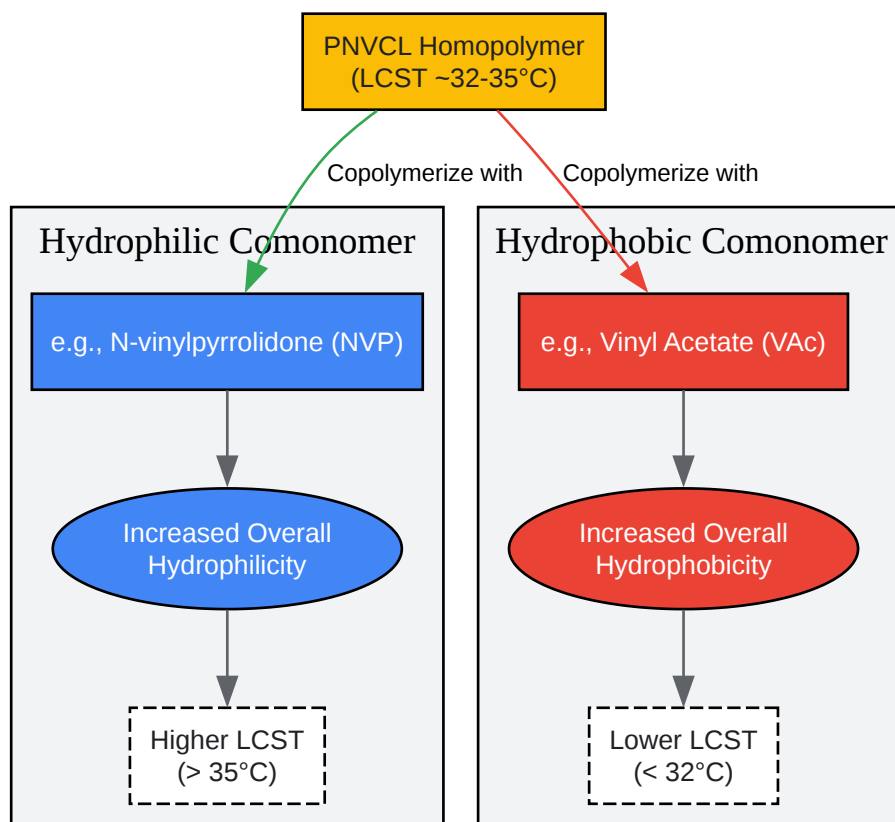 PNVCL Homopolymer
(LCST ~32-35°C)
Copolymerize with
Copolymerize with
Hydrophilic Comonomer
e.g., N-vinylpyrrolidone (NVP)
Increased Overall
Hydrophilicity
Higher LCST
(> 35°C)
Hydrophobic Comonomer
e.g., Vinyl Acetate (VAc)
Increased Overall
Hydrophobicity
Lower LCST
(< 32°C)